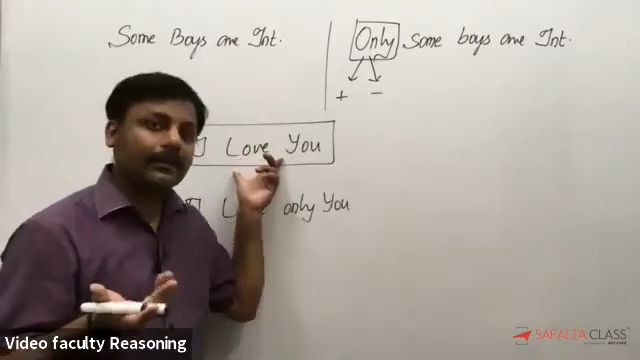 Some Boys are Int.
Only Some boys are Int.
+ −
I Love You
only You
Video faculty Reasoning
SAFALTA CLASS